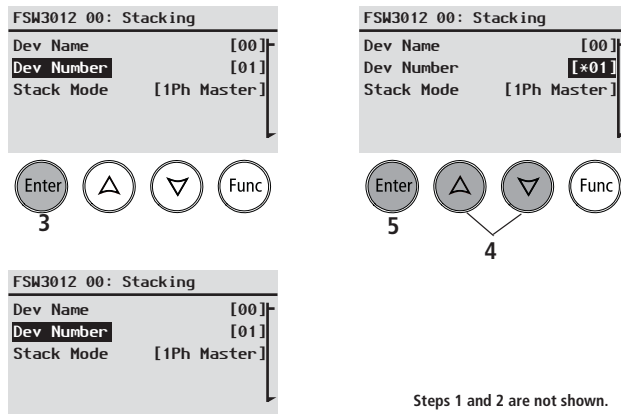 FSW3012 00: Stacking
Dev Name [00]
Dev Number [01]
Stack Mode [1Ph Master]
Enter
Func
3
FSW3012 00: Stacking
Dev Name [00]
Dev Number [*01]
Stack Mode [1Ph Master]
Enter
Func
5
4
FSW3012 00: Stacking
Dev Name [00]
Dev Number [01]
Stack Mode [1Ph Master]
Steps 1 and 2 are not shown.